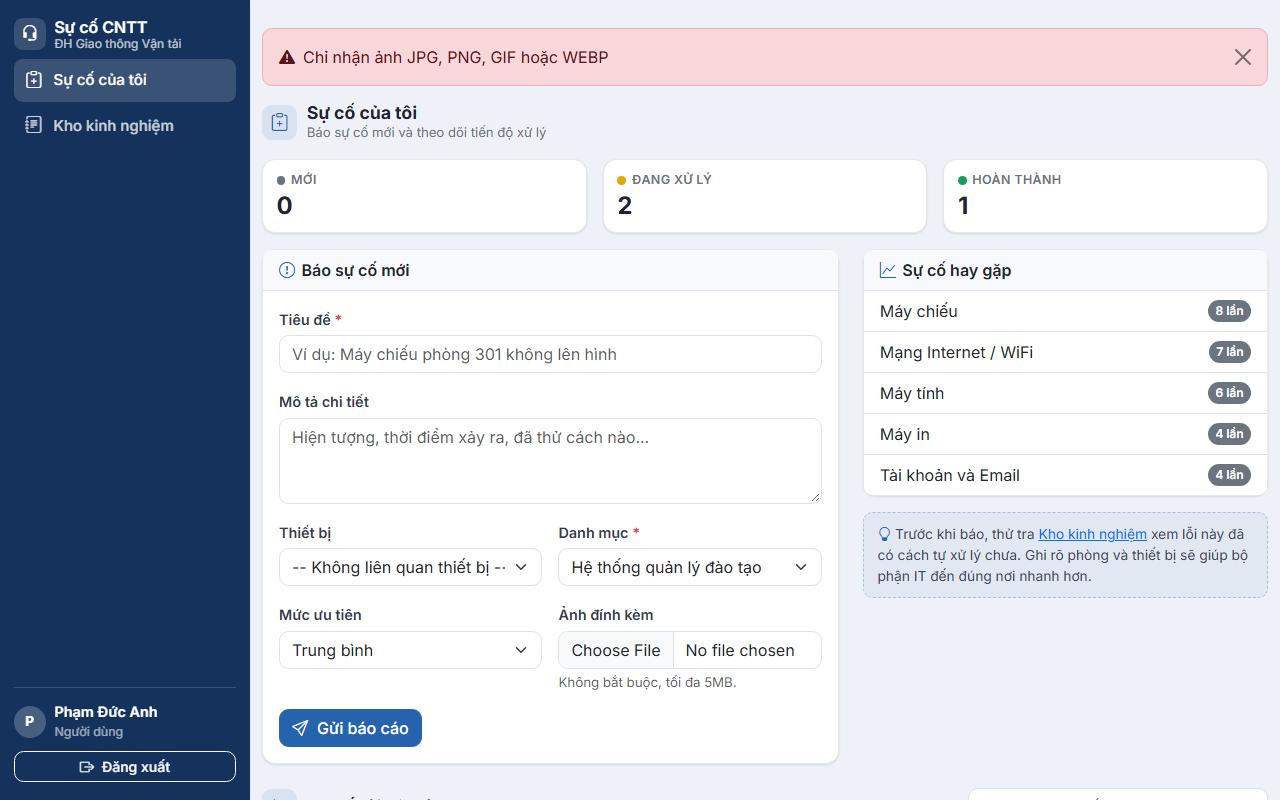 Sự cố CNTT
ĐH Giao thông Vận tải
Sự cố của tôi
Kho kinh nghiệm
Phạm Đức Anh
P
Người dùng
Đăng xuất
Chỉ nhận ảnh JPG, PNG, GIF hoặc WEBP
Sự cố của tôi
Báo sự cố mới và theo dõi tiến độ xử lý
MỚI
0
ĐANG XỬ LÝ
2
HOÀN THÀNH
1
Báo sự cố mới
Tiêu đề *
Ví dụ: Máy chiếu phòng 301 không lên hình
Mô tả chi tiết
Hiện tượng, thời điểm xảy ra, đã thử cách nào...
Thiết bị
-- Không liên quan thiết bị --
Danh mục *
Hệ thống quản lý đào tạo
Mức ưu tiên
Trung bình
Ảnh đính kèm
Choose File No file chosen
Không bắt buộc, tối đa 5MB.
Gửi báo cáo
Sự cố hay gặp
Máy chiếu 8 lần
Mạng Internet / WiFi 7 lần
Máy tính 6 lần
Máy in 4 lần
Tài khoản và Email 4 lần
Trước khi báo, thử tra Kho kinh nghiệm xem lỗi này đã
có cách tự xử lý chưa. Ghi rõ phòng và thiết bị sẽ giúp bộ
phận IT đến đúng nơi nhanh hơn.